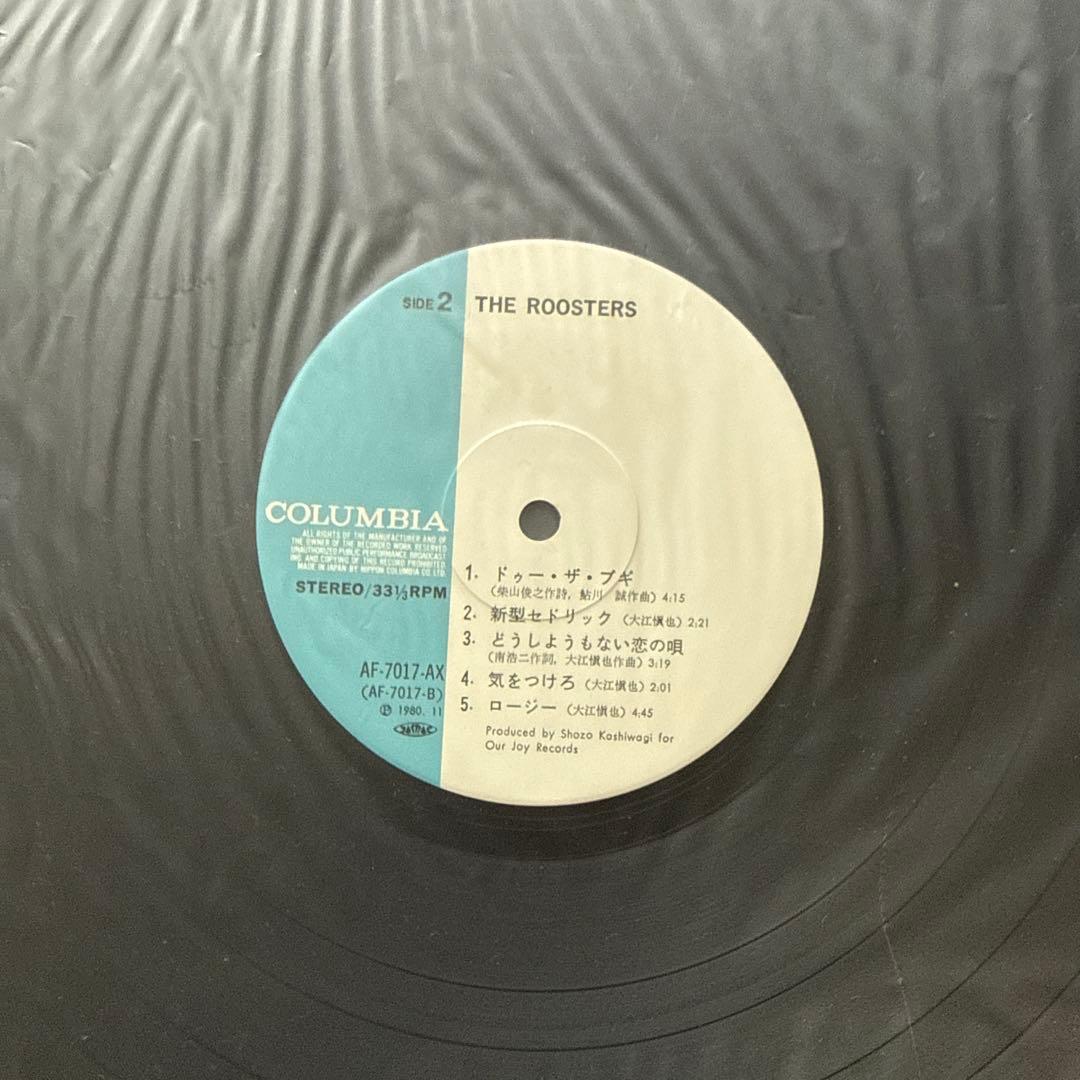 SIDE 2
THE ROOSTERS
COLUMBIA
ALL RIGHTS OF THE MANUFACTURER AND OF
THE OWNER OF THE RECORDED WORK RESERVED
UNAUTHORIZED PUBLIC PERFORMANCE BROADCAST
ING AND COPYING OF THIS RECORD PROHIBITED.
MADE IN JAPAN BY NIPPON COLUMBIA CO. LTD.
STEREO/33⅓RPM
AF-7017-AX
(AF-7017-B)
Ⓟ 1980. 11
1. ドゥー・ザ・ブギ
(柴山俊之作詩, 鮎川 誠作曲) 4:15
2. 新型セドリック (大江慎也) 2:21
3. どうしようもない恋の唄
(南浩二作詞, 大江慎也作曲) 3:19
4. 気をつけろ (大江慎也) 2:01
5. ロージー (大江慎也) 4:45
Produced by Shozo Kashiwagi for
Our Joy Records